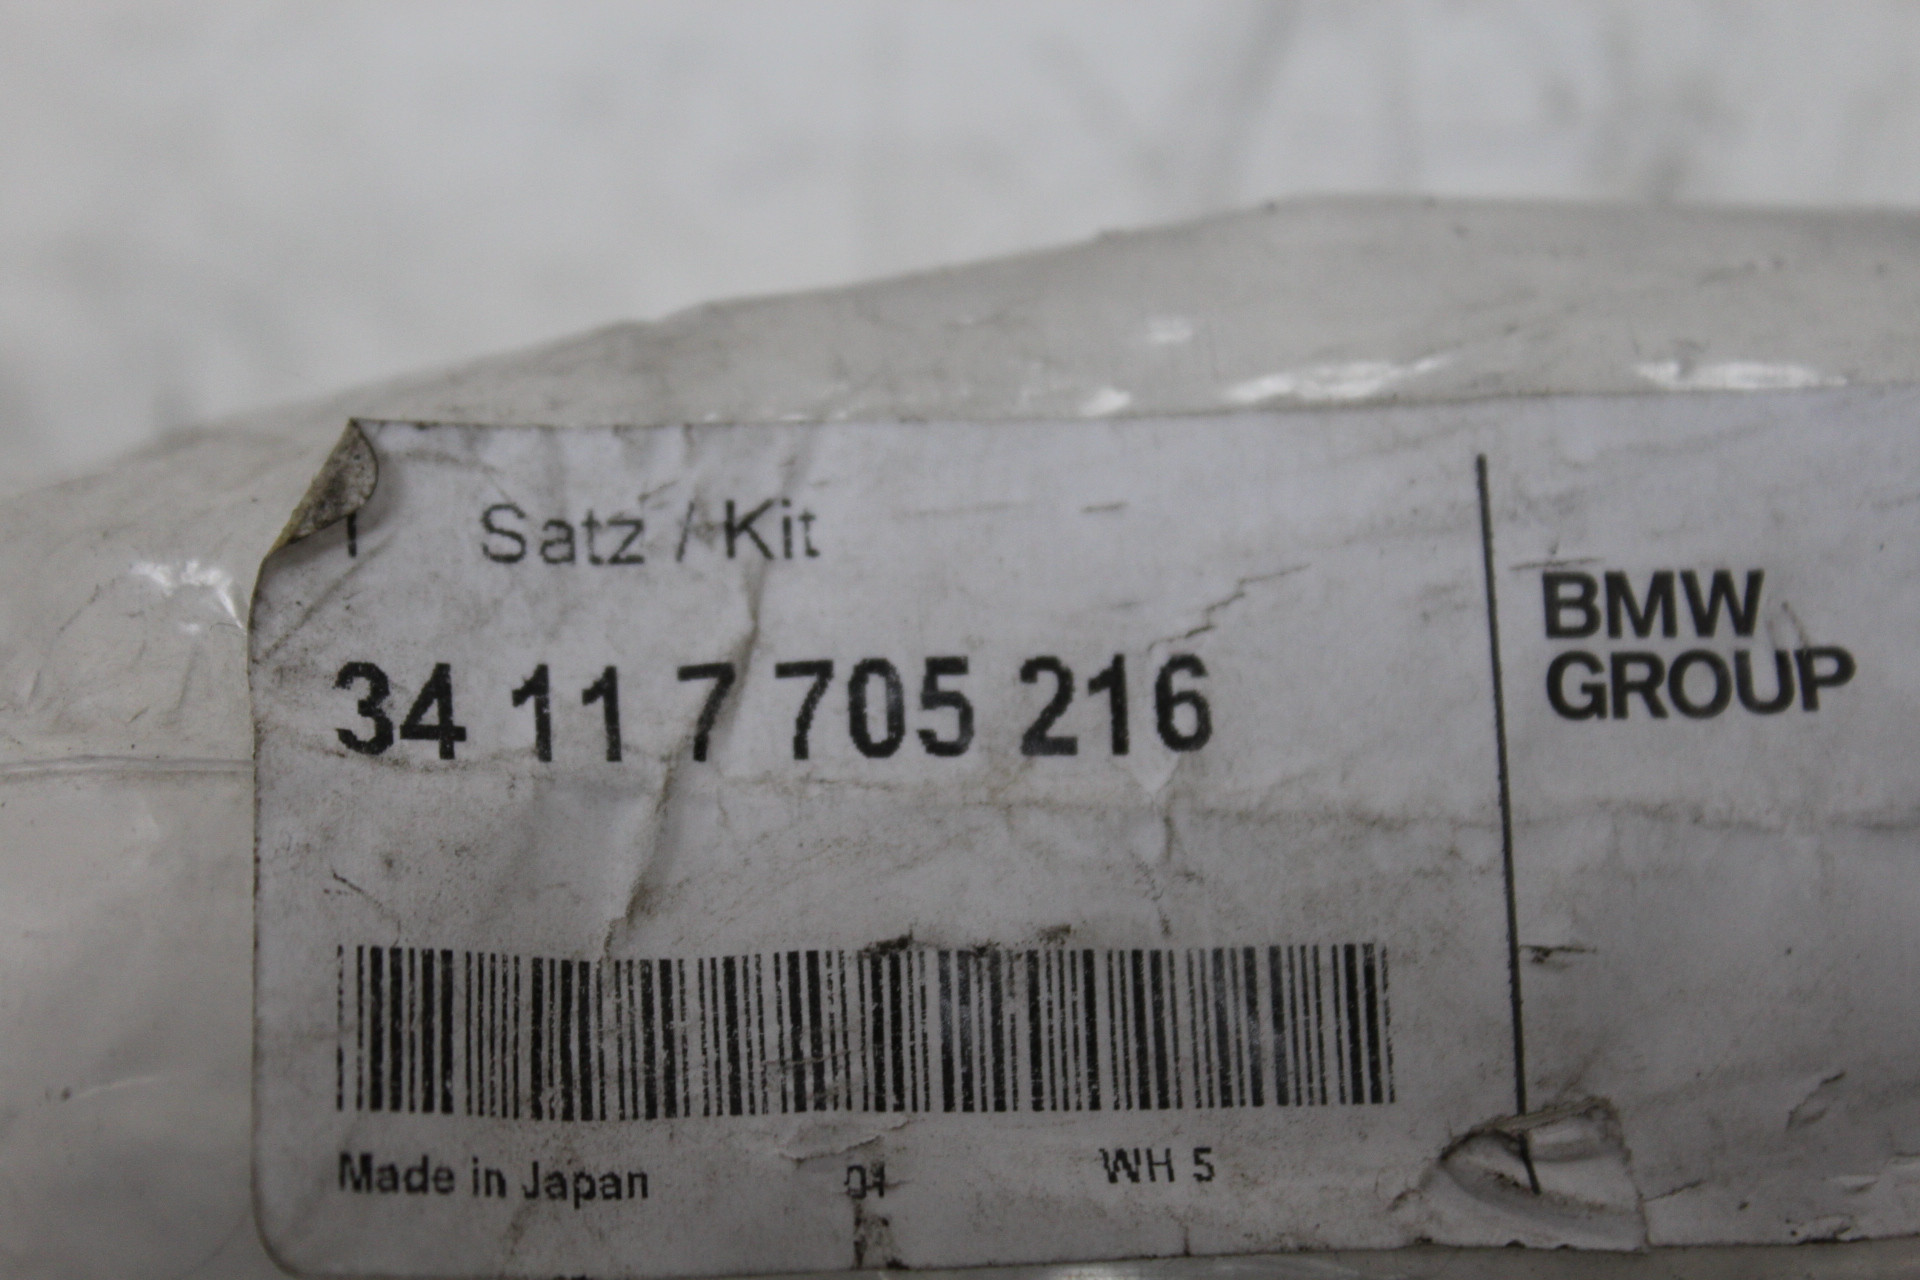 1 Satz / Kit
34 11 7 705 216
BMW
GROUP
Made in Japan 01 WH 5